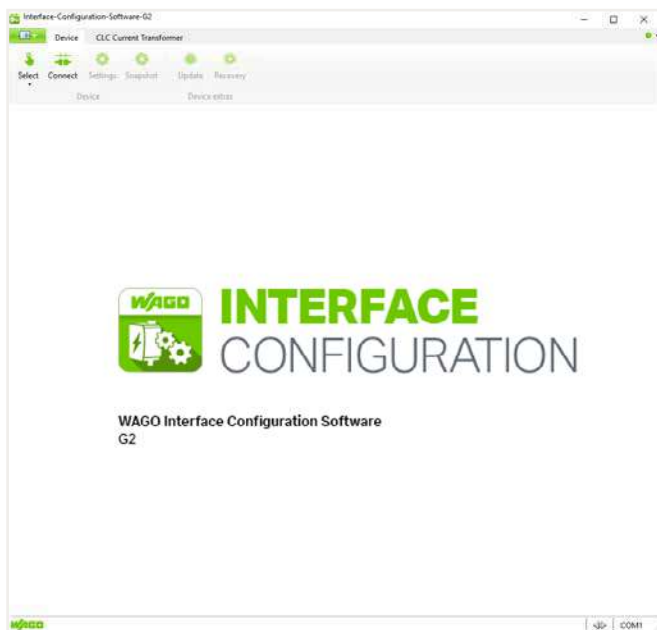 Interface-Configuration-Software-G2
Device CLC Current Transformer
Select Connect Settings Snapshot Update Recovery
Device Device extras
WAGO
INTERFACE
CONFIGURATION
WAGO Interface Configuration Software
G2
WAGO COM1